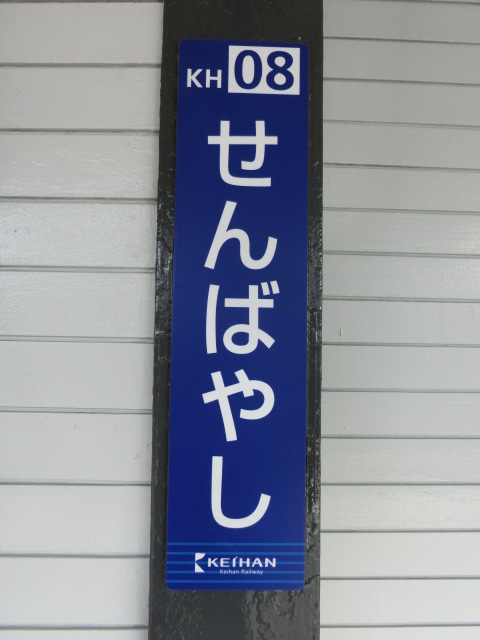 KH 08
せんばやし
KEIHAN
Keihan Railway